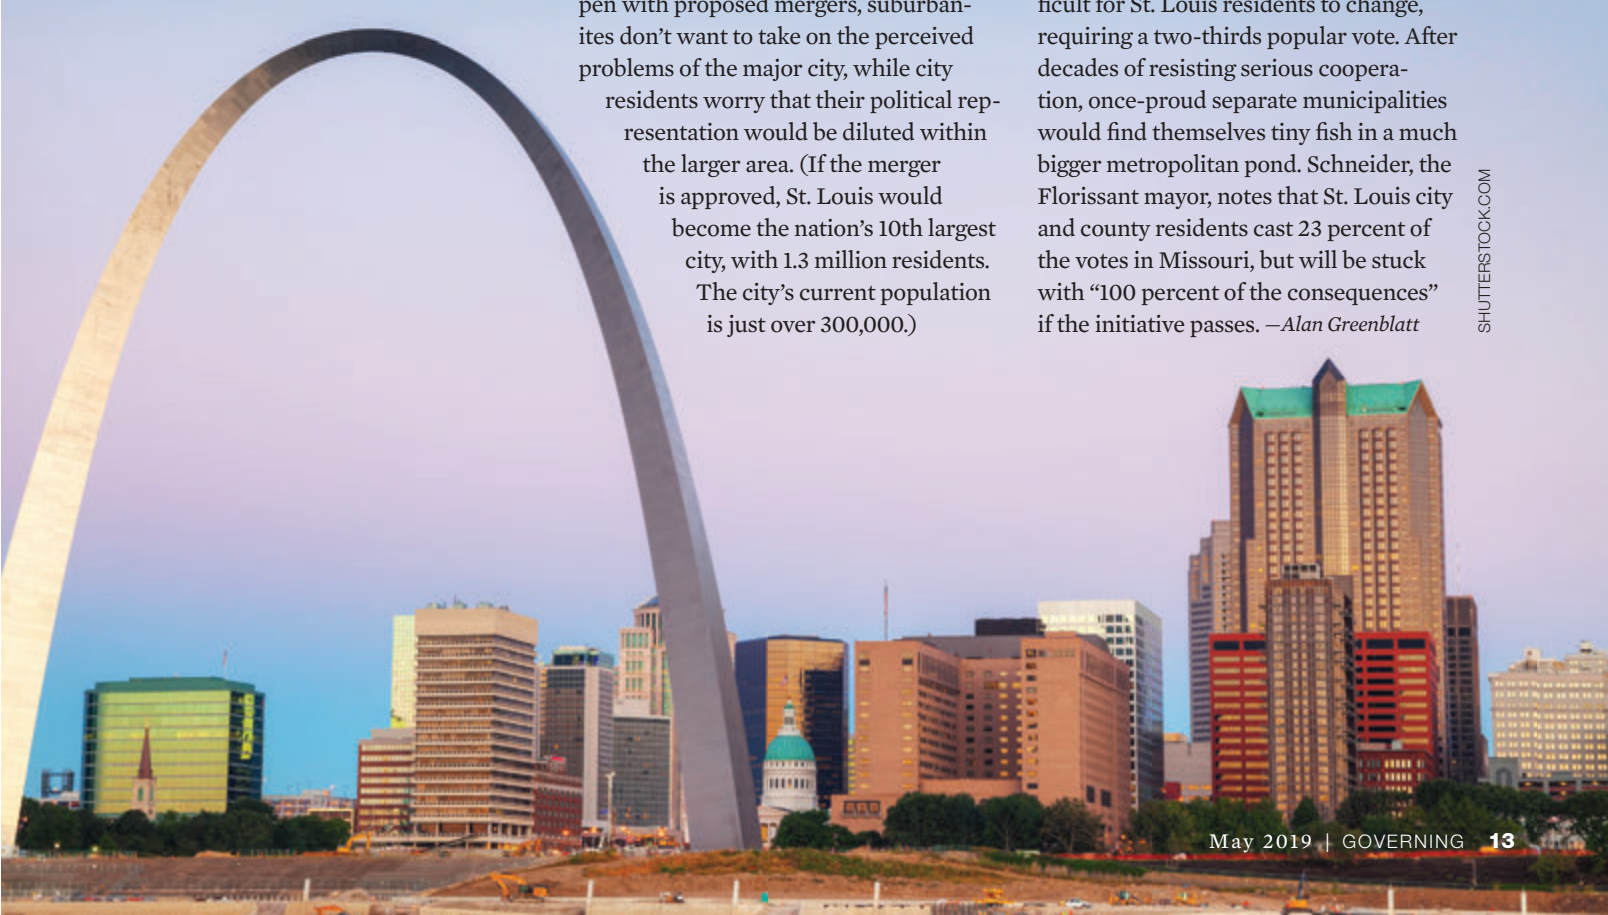 pen with proposed mergers, suburban-
ites don’t want to take on the perceived
problems of the major city, while city
residents worry that their political rep-
resentation would be diluted within
the larger area. (If the merger
is approved, St. Louis would
become the nation’s 10th largest
city, with 1.3 million residents.
The city’s current population
is just over 300,000.)
ficult for St. Louis residents to change,
requiring a two-thirds popular vote. After
decades of resisting serious coopera-
tion, once-proud separate municipalities
would find themselves tiny fish in a much
bigger metropolitan pond. Schneider, the
Florissant mayor, notes that St. Louis city
and county residents cast 23 percent of
the votes in Missouri, but will be stuck
with “100 percent of the consequences”
if the initiative passes. —Alan Greenblatt
SHUTTERSTOCK.COM
May 2019 | GOVERNING 13